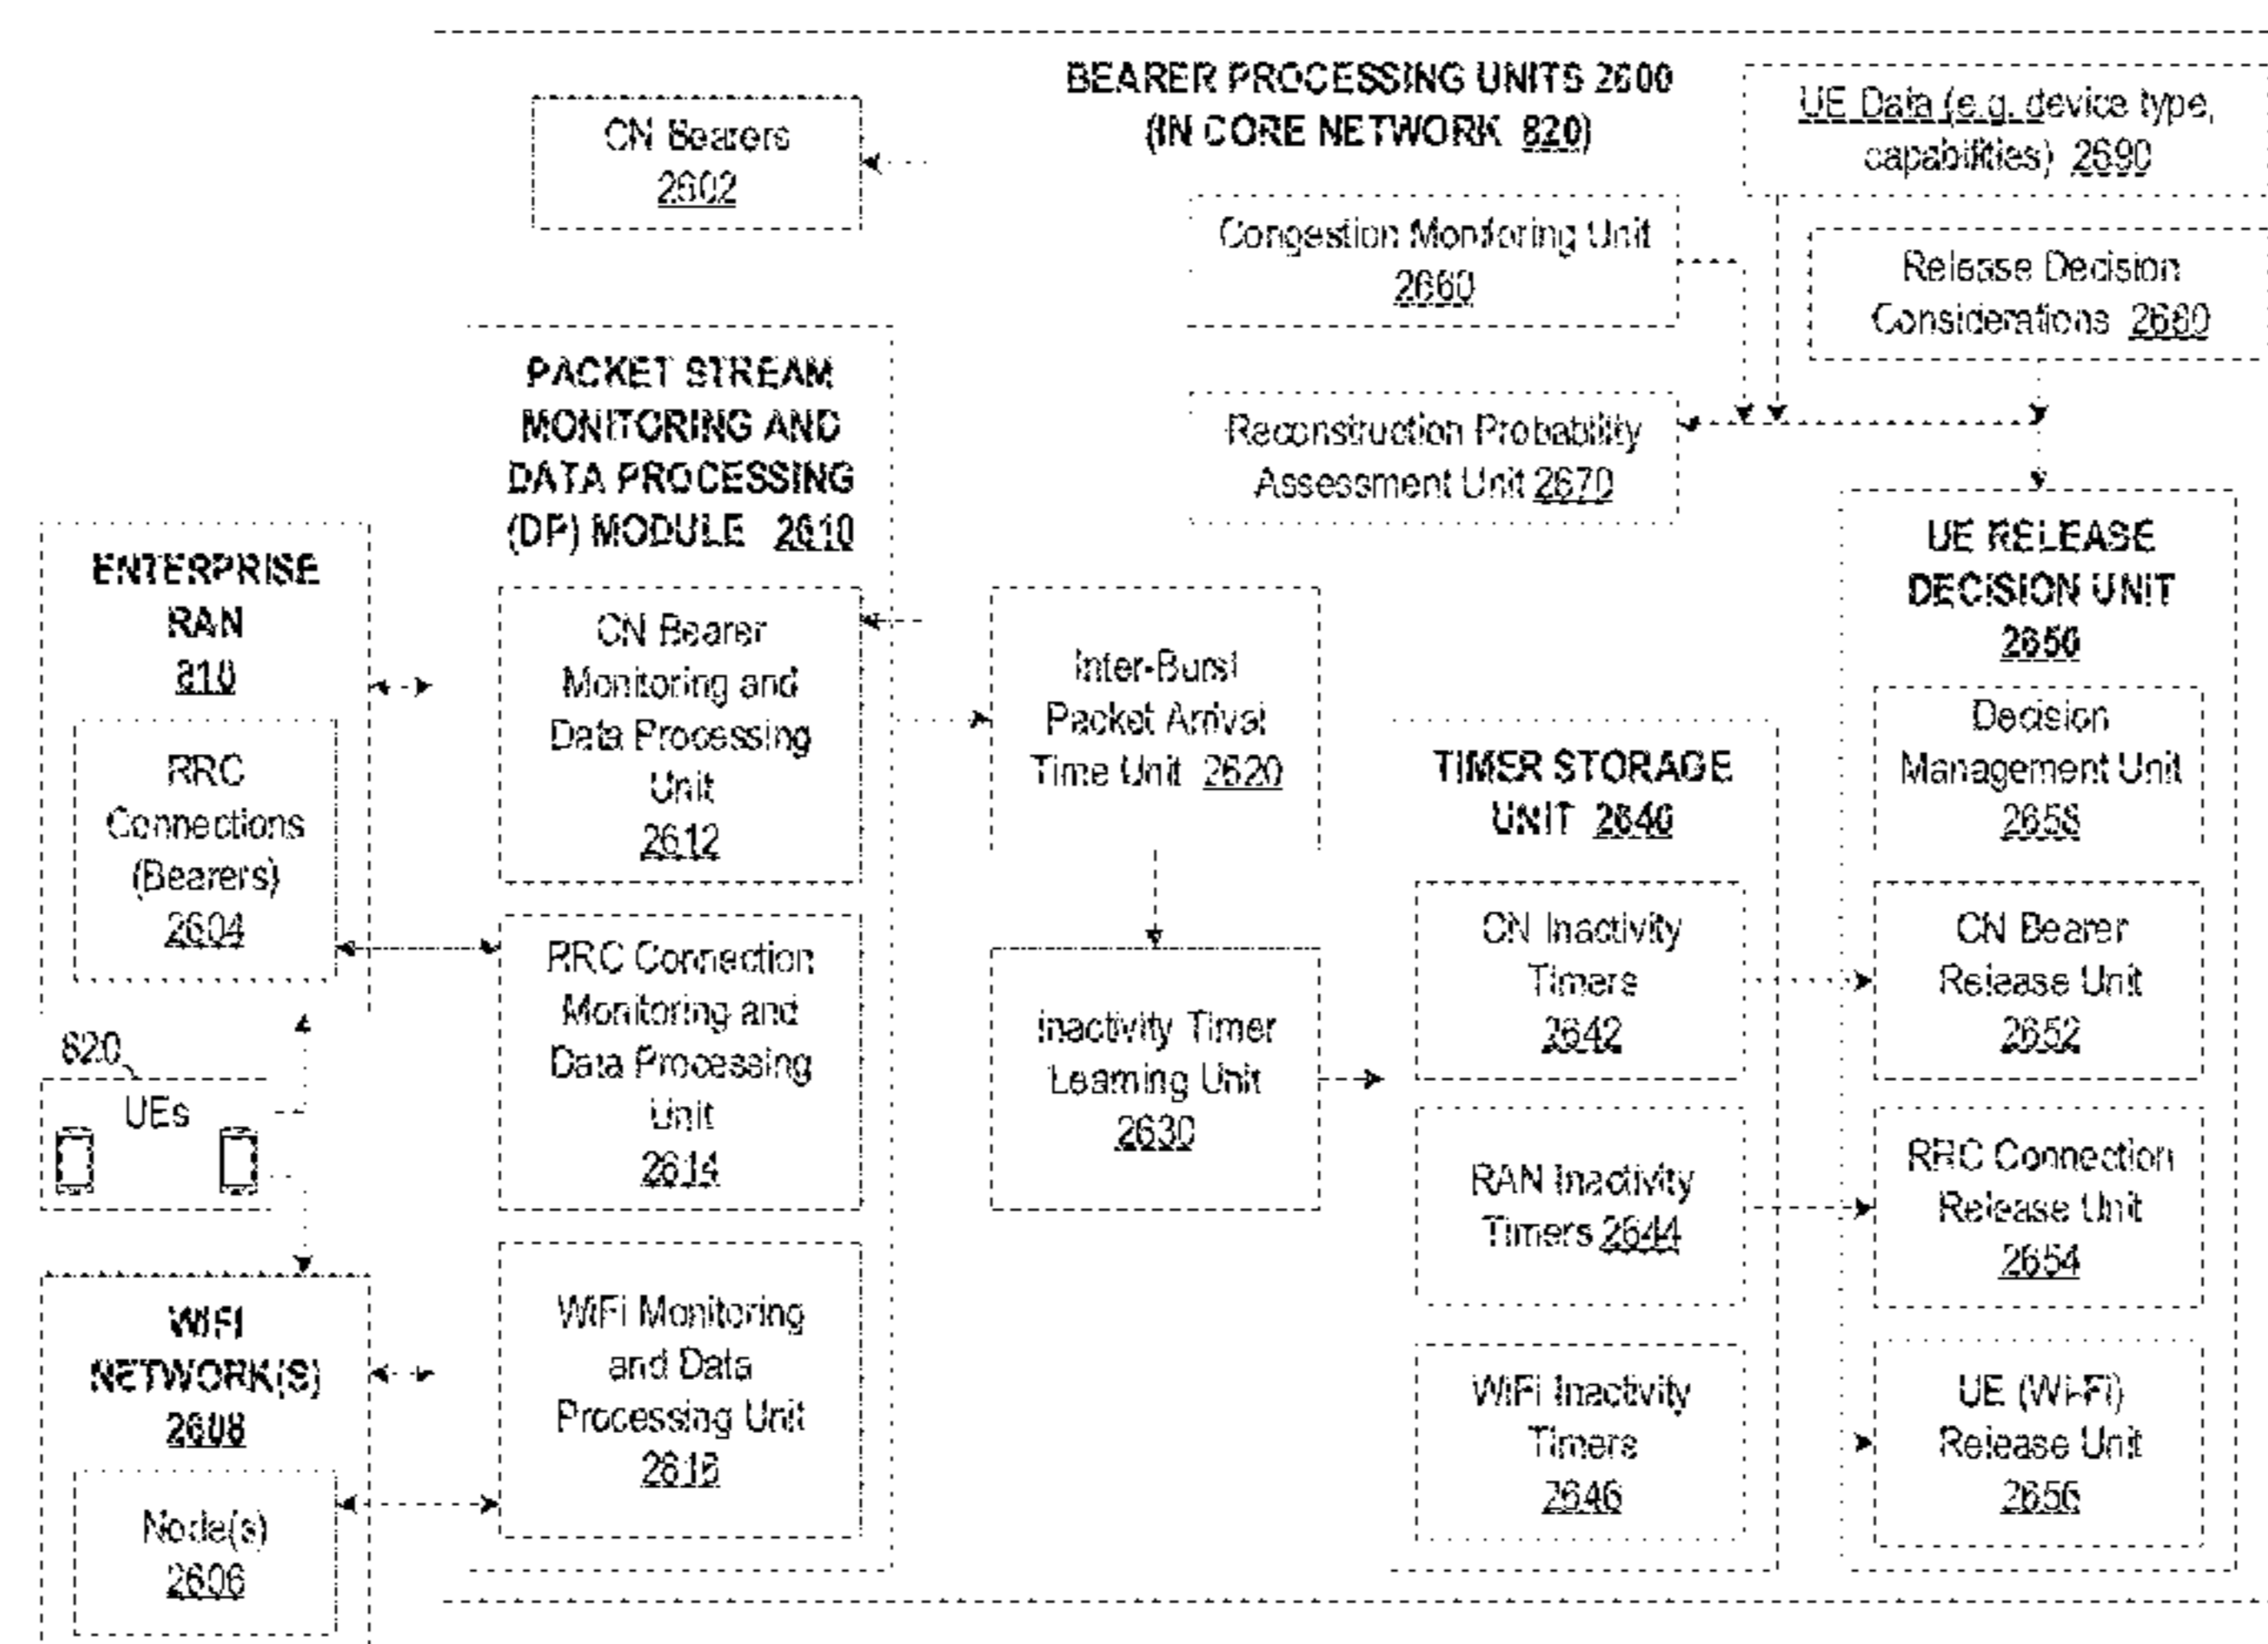 BEARER PROCESSING UNITS 2600
(IN CORE NETWORK 820)
CN Bearers
2602
UE Data (e.g. device type,
capabilities) 2690
Congestion Monitoring Unit
2660
Release Decision
Considerations 2680
Reconstruction Probability
Assessment Unit 2670
PACKET STREAM
MONITORING AND
DATA PROCESSING
(DP) MODULE 2610
CN Bearer
Monitoring and
Data Processing
Unit
2612
RRC Connection
Monitoring and
Data Processing
Unit
2614
WiFi Monitoring
and Data
Processing Unit
2616
ENTERPRISE
RAN
810
RRC
Connections
(Bearers)
2604
820
UEs
WIFI
NETWORK(S)
2608
Node(s)
2606
Inter-Burst
Packet Arrival
Time Unit 2620
Inactivity Timer
Learning Unit
2630
TIMER STORAGE
UNIT 2640
CN Inactivity
Timers
2642
RAN Inactivity
Timers 2644
WiFi Inactivity
Timers
2646
UE RELEASE
DECISION UNIT
2650
Decision
Management Unit
2658
CN Bearer
Release Unit
2652
RRC Connection
Release Unit
2654
UE (Wi-Fi)
Release Unit
2656